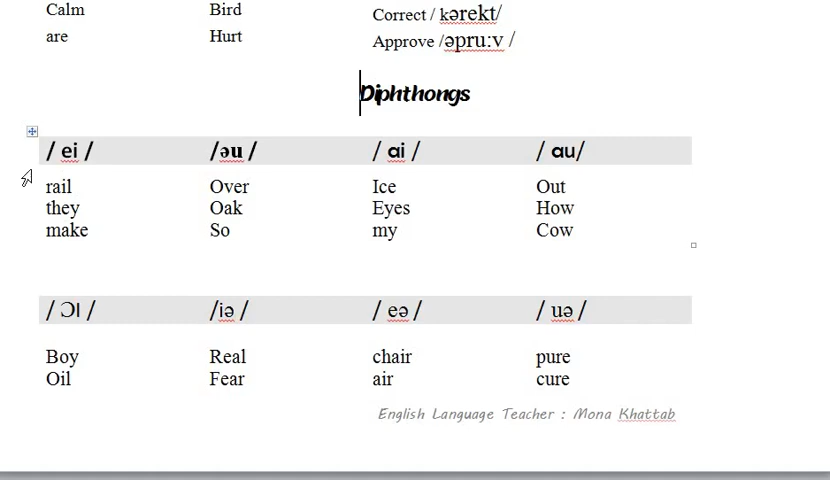 Calm Bird Correct / kərekt/
are Hurt Approve /əpru:v /
Diphthongs
/ ei / /əu / / ai / / au/
rail Over Ice Out
they Oak Eyes How
make So my Cow
/ ƆI / /iə / / eə / / uə /
Boy Real chair pure
Oil Fear air cure
English Language Teacher : Mona Khattab